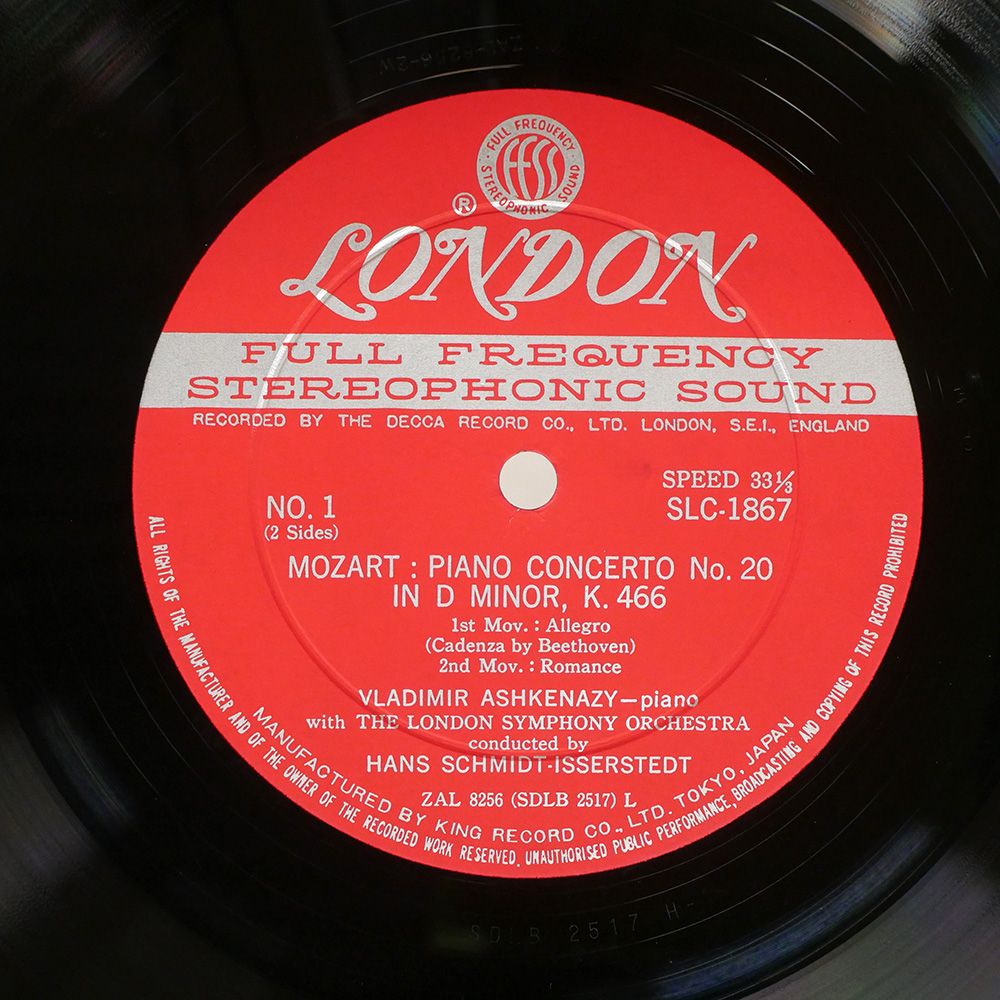 FULL FREQUENCY
FFSS
STEREOPHONIC SOUND
®
LONDON
FULL FREQUENCY
STEREOPHONIC SOUND
RECORDED BY THE DECCA RECORD CO., LTD. LONDON, S.E.I., ENGLAND
SPEED 33⅓
NO. 1
SLC-1867
(2 Sides)
MOZART : PIANO CONCERTO No. 20
IN D MINOR, K. 466
1st Mov. : Allegro
(Cadenza by Beethoven)
2nd Mov. : Romance
VLADIMIR ASHKENAZY—piano
with THE LONDON SYMPHONY ORCHESTRA
conducted by
HANS SCHMIDT-ISSERSTEDT
ZAL 8256 (SDLB 2517) L
MANUFACTURED BY KING RECORD CO., LTD. TOKYO, JAPAN
ALL RIGHTS OF THE MANUFACTURER AND OF THE OWNER OF THE RECORDED WORK RESERVED. UNAUTHORISED PUBLIC PERFORMANCE, BROADCASTING AND COPYING OF THIS RECORD PROHIBITED
SDLB 2517